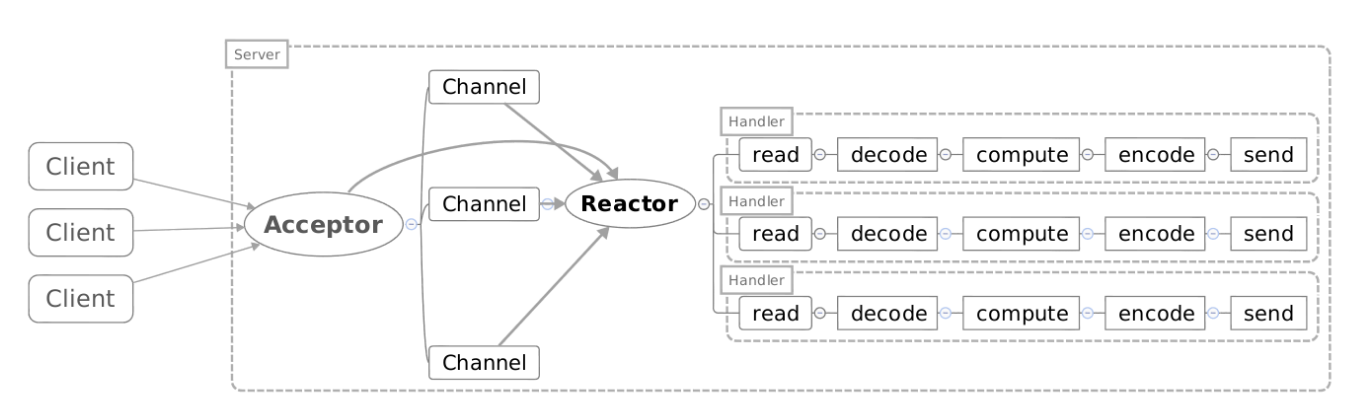 Server
Client
Client
Client
Acceptor
Channel
Channel
Channel
Reactor
Handler
read decode compute encode send
Handler
read decode compute encode send
Handler
read decode compute encode send